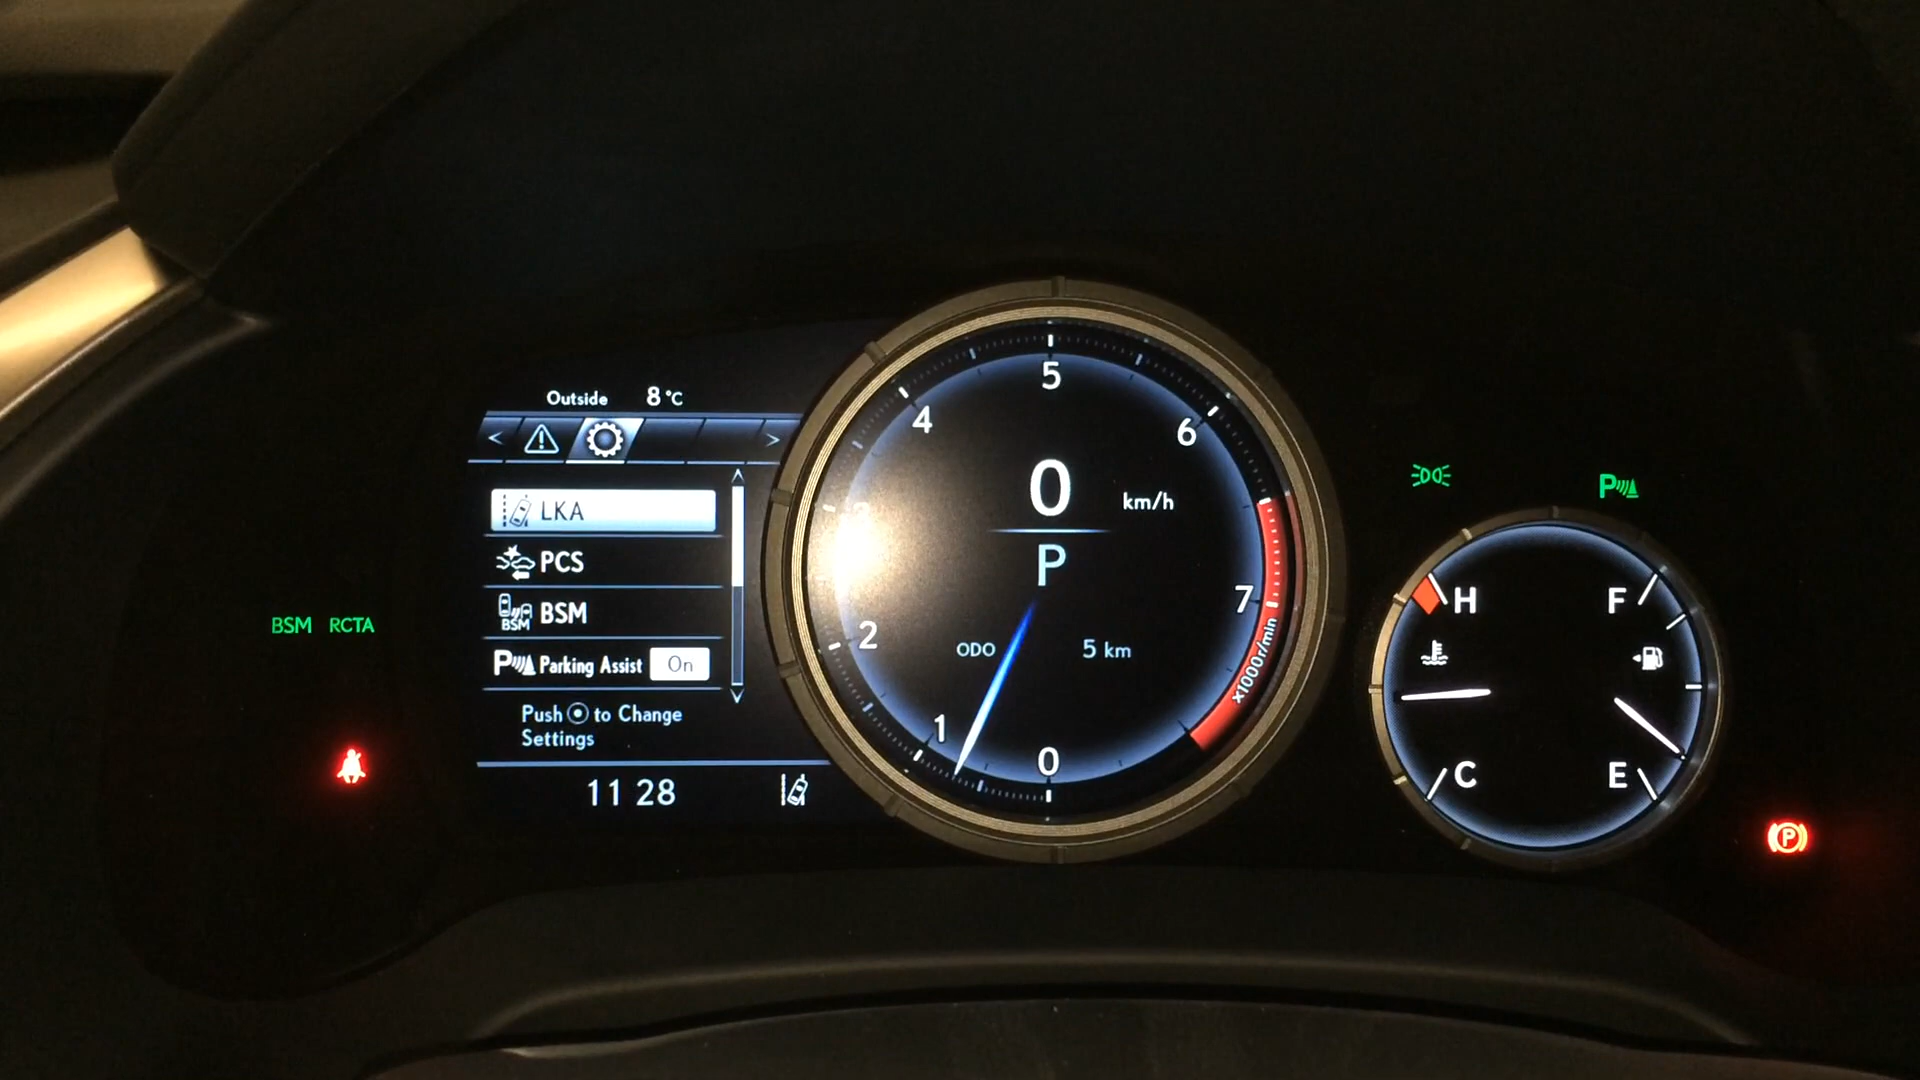 Outside 8°C
LKA
PCS
BSM
BSM
Parking Assist On
Push to Change
Settings
11 28
BSM RCTA
5
4
6
3
2
7
1
0
0 km/h
P
ODO 5 km
x1000r/min
P
H
F
C
E
P